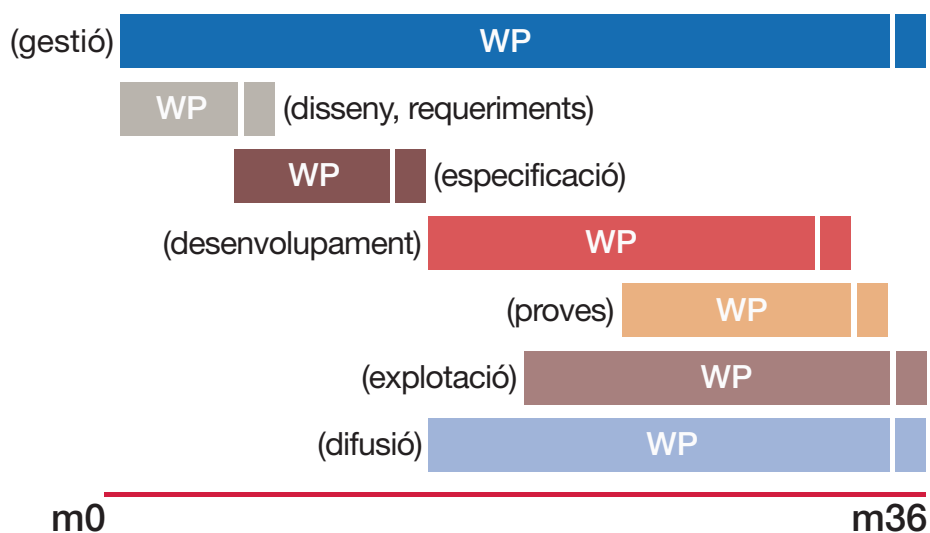 (gestió) WP
WP (disseny, requeriments)
WP (especificació)
(desenvolupament) WP
(proves) WP
(explotació) WP
(difusió) WP
m0 m36